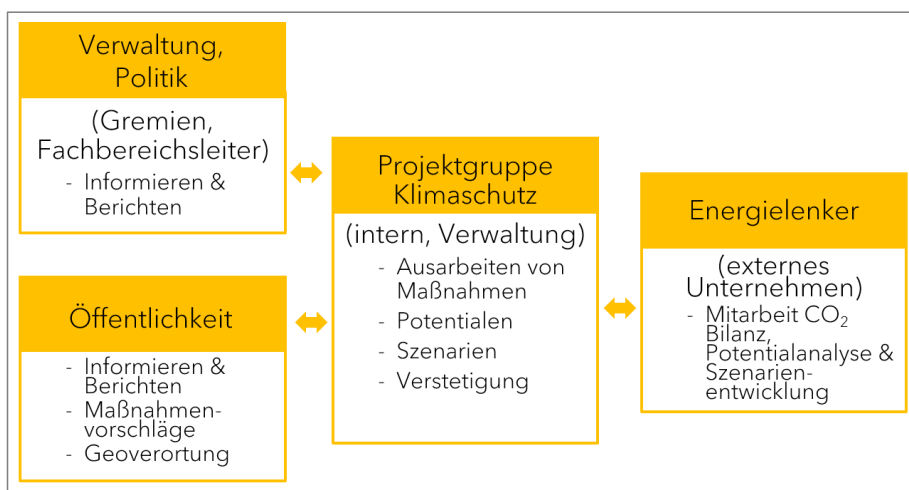 Verwaltung,
Politik
(Gremien,
Fachbereichsleiter)
- Informieren &
Berichten
Öffentlichkeit
- Informieren &
Berichten
- Maßnahmen-
vorschläge
- Geoverortung
Projektgruppe
Klimaschutz
(intern, Verwaltung)
- Ausarbeiten von
Maßnahmen
- Potentialen
- Szenarien
- Verstetigung
Energielenker
(externes
Unternehmen)
- Mitarbeit CO₂
Bilanz,
Potentialanalyse &
Szenarien-
entwicklung